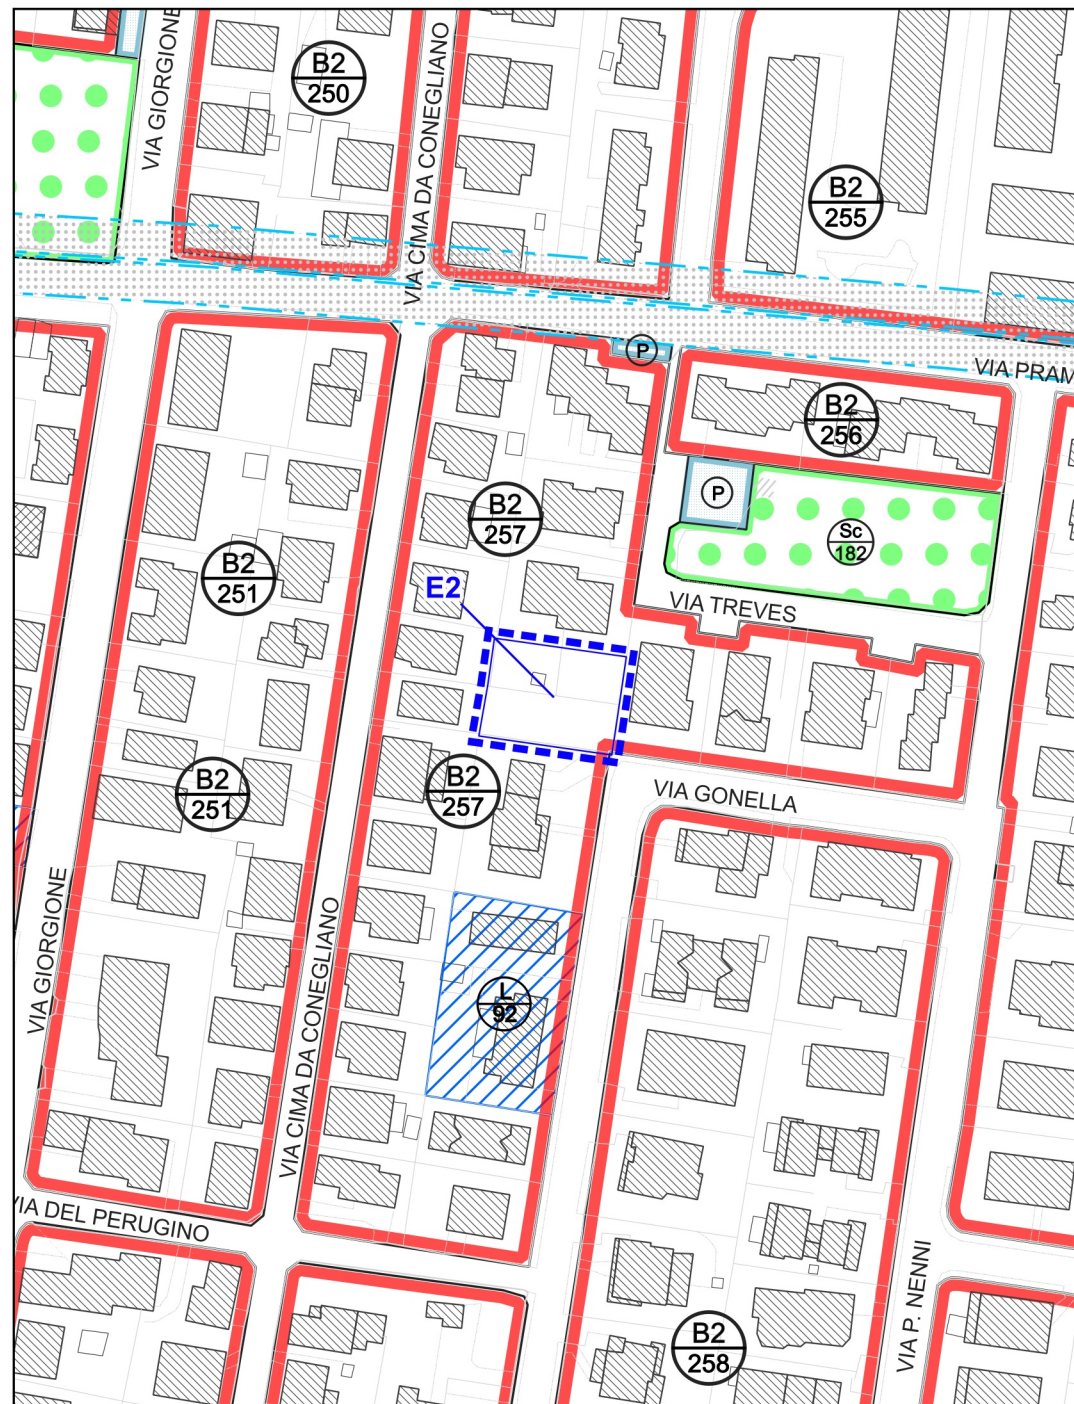 VIA GIORGIONE
B2
250
VIA CIMA DA CONEGLIANO
B2
255
P
VIA PRAM
B2
256
P
B2
257
Sc
182
B2
251
E2
VIA TREVES
B2
251
B2
257
VIA GONELLA
VIA GIORGIONE
L
92
VIA CIMA DA CONEGLIANO
VIA DEL PERUGINO
VIA P. NENNI
B2
258